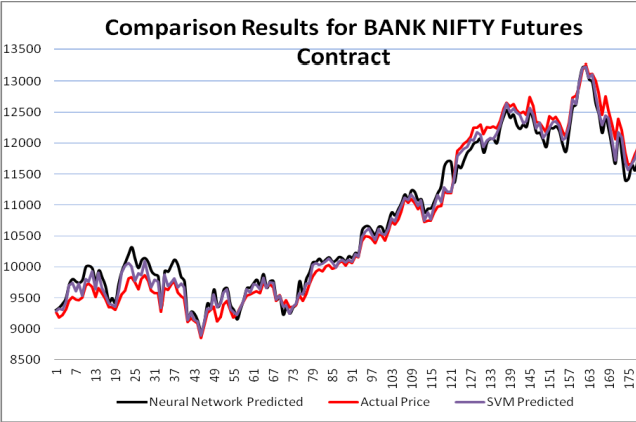 Comparison Results for BANK NIFTY Futures
Contract
13500
13000
12500
12000
11500
11000
10500
10000
9500
9000
8500
1 7 13 19 25 31 37 43 49 55 61 67 73 79 85 91 97 103 109 115 121 127 133 139 145 151 157 163 169 175
Neural Network Predicted Actual Price SVM Predicted